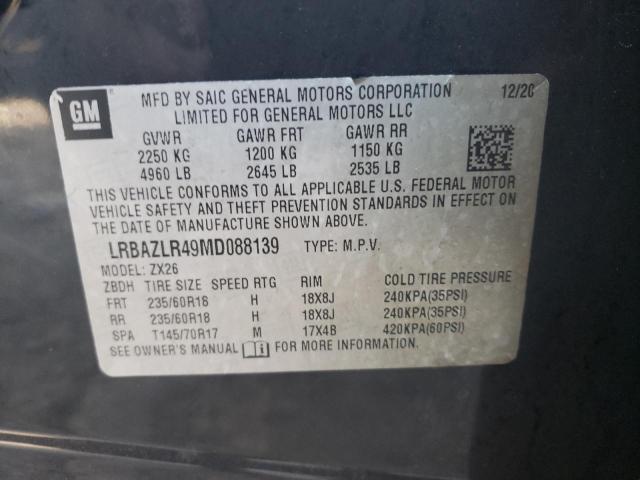 GM
MFD BY SAIC GENERAL MOTORS CORPORATION 12/20
LIMITED FOR GENERAL MOTORS LLC
GVWR GAWR FRT GAWR RR
2250 KG 1200 KG 1150 KG
4960 LB 2645 LB 2535 LB
THIS VEHICLE CONFORMS TO ALL APPLICABLE U.S. FEDERAL MOTOR
VEHICLE SAFETY AND THEFT PREVENTION STANDARDS IN EFFECT ON
THE DATE OF MANUFACTURE SHOWN ABOVE.
LRBAZLR49MD088139 TYPE: M.P.V.
MODEL: ZX26
ZBDH TIRE SIZE SPEED RTG RIM COLD TIRE PRESSURE
FRT 235/60R18 H 18X8J 240KPA(35PSI)
RR 235/60R18 H 18X8J 240KPA(35PSI)
SPA T145/70R17 M 17X4B 420KPA(60PSI)
SEE OWNER'S MANUAL FOR MORE INFORMATION.